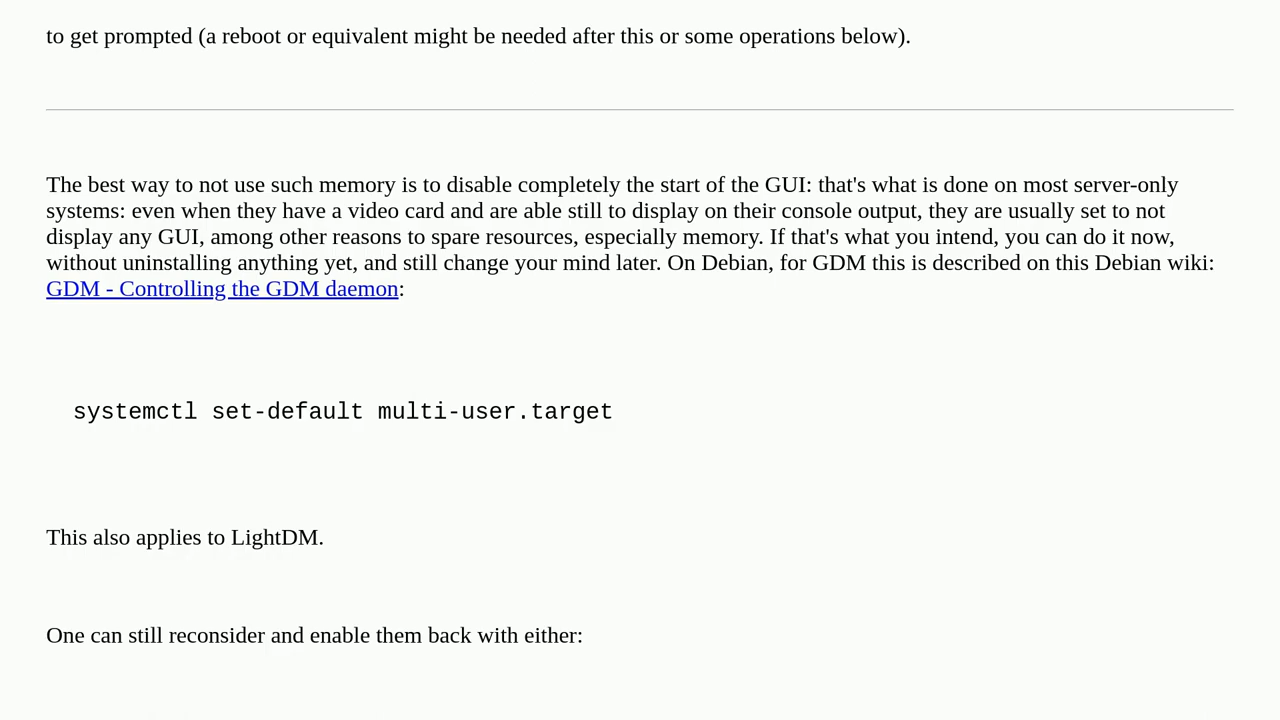 to get prompted (a reboot or equivalent might be needed after this or some operations below).
The best way to not use such memory is to disable completely the start of the GUI: that's what is done on most server-only
systems: even when they have a video card and are able still to display on their console output, they are usually set to not
display any GUI, among other reasons to spare resources, especially memory. If that's what you intend, you can do it now,
without uninstalling anything yet, and still change your mind later. On Debian, for GDM this is described on this Debian wiki:
GDM - Controlling the GDM daemon:
systemctl set-default multi-user.target
This also applies to LightDM.
One can still reconsider and enable them back with either: